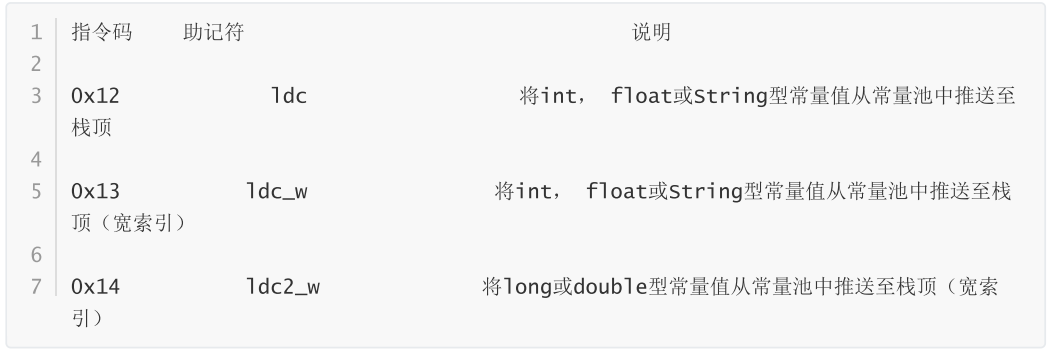 1 指令码 助记符 说明
2
3 0x12 ldc 将int， float或String型常量值从常量池中推送至
栈顶
4
5 0x13 ldc_w 将int， float或String型常量值从常量池中推送至栈
顶（宽索引）
6
7 0x14 ldc2_w 将long或double型常量值从常量池中推送至栈顶（宽索
引）